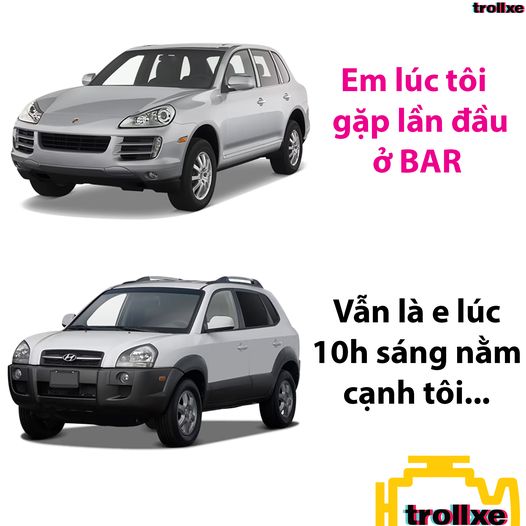 trollxe
Em lúc tôi
gặp lần đầu
ở BAR
Vẫn là e lúc
10h sáng nằm
cạnh tôi...
trollxe